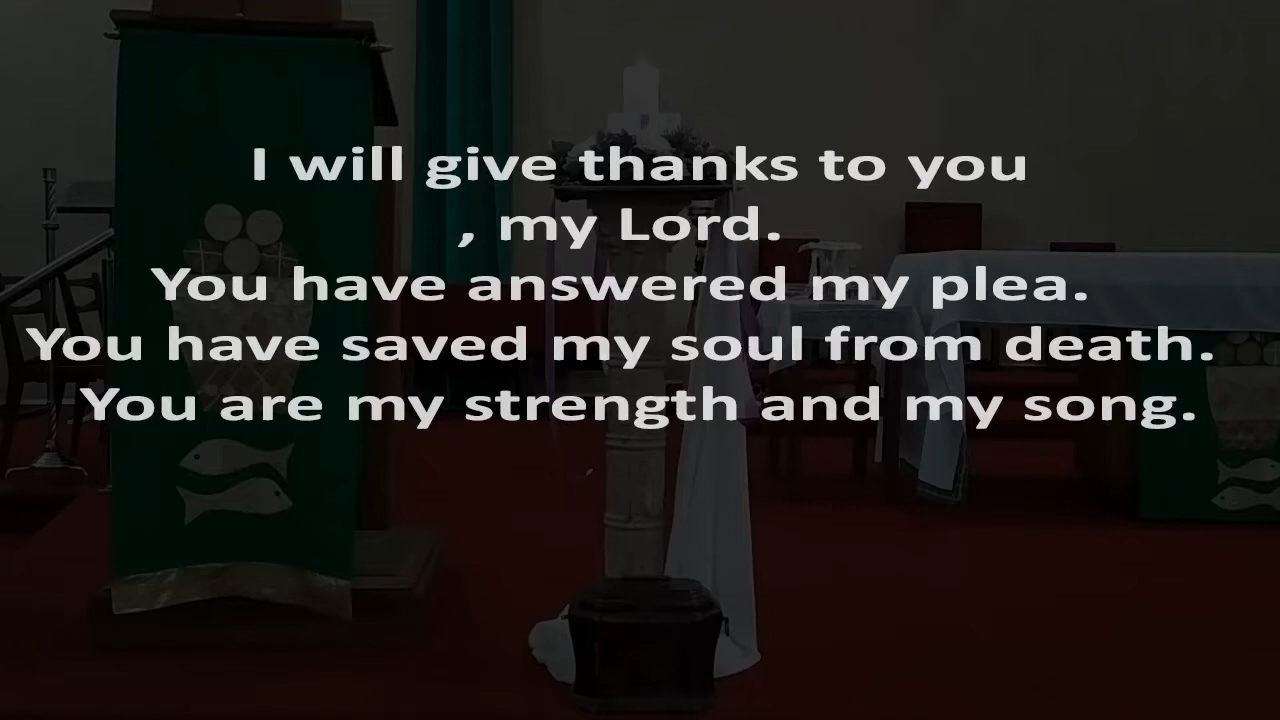 I will give thanks to you
, my Lord.
You have answered my plea.
You have saved my soul from death.
You are my strength and my song.